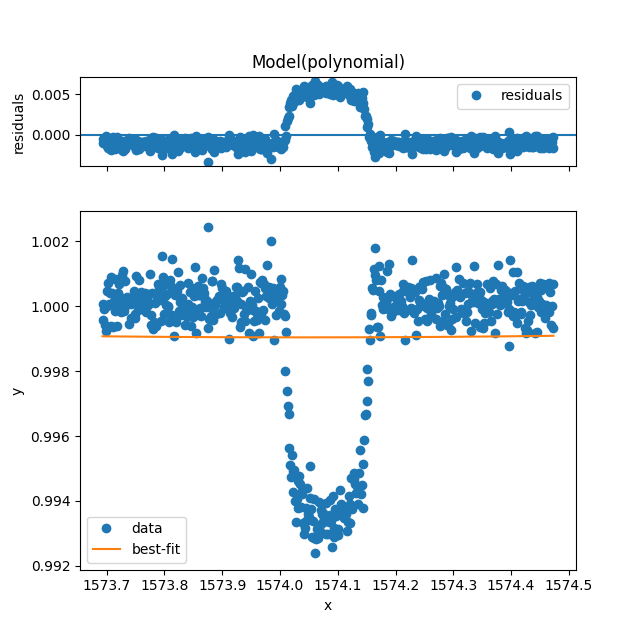 Model(polynomial)
residuals
0.005
0.000
residuals
1.002
1.000
0.998
0.996
0.994
0.992
y
data
best-fit
1573.7 1573.8 1573.9 1574.0 1574.1 1574.2 1574.3 1574.4 1574.5
x